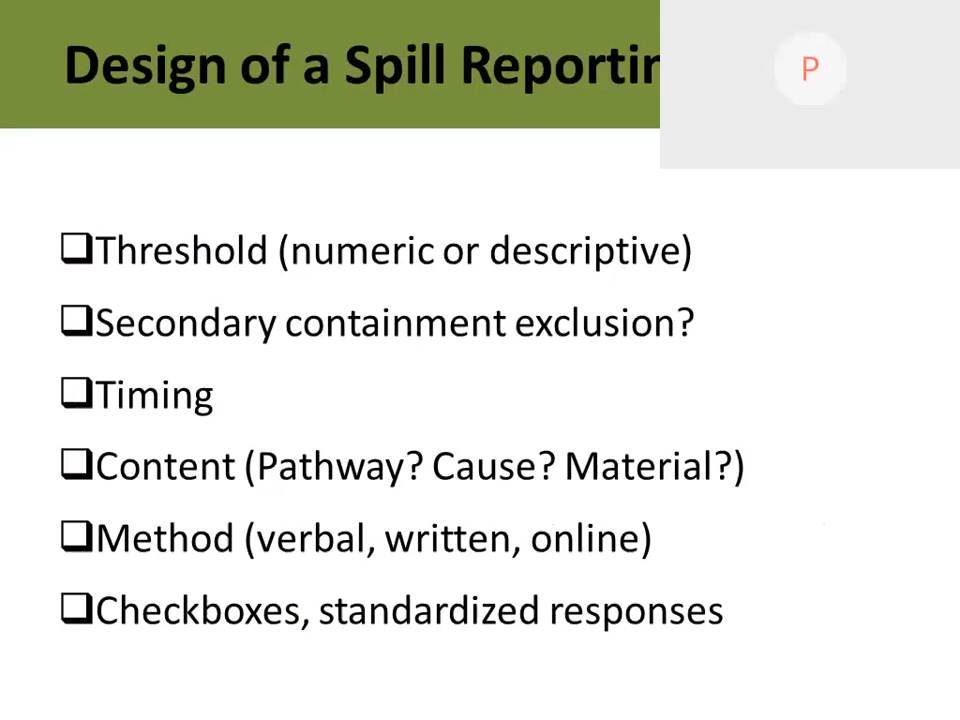 Design of a Spill Reportin
P
❑Threshold (numeric or descriptive)
❑Secondary containment exclusion?
❑Timing
❑Content (Pathway? Cause? Material?)
❑Method (verbal, written, online)
❑Checkboxes, standardized responses